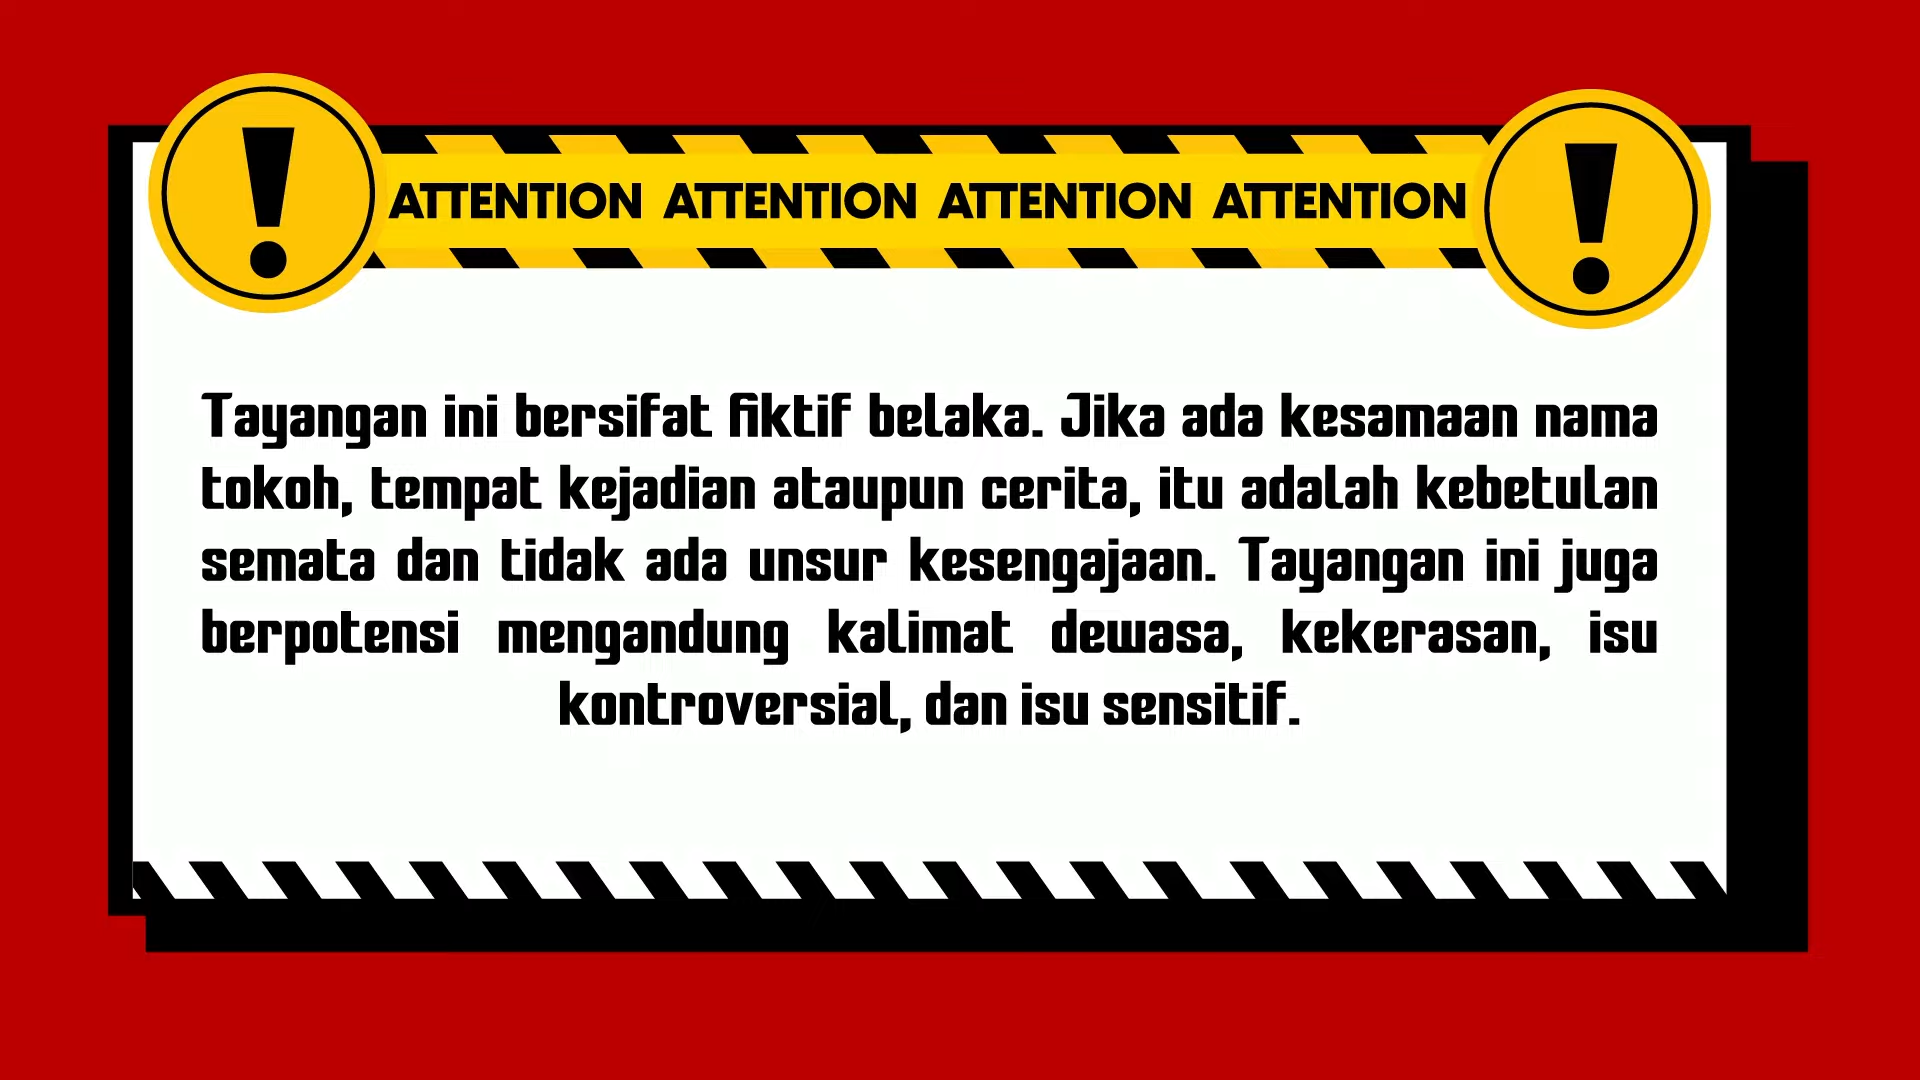 ATTENTION ATTENTION ATTENTION ATTENTION
Tayangan ini bersifat fiktif belaka. Jika ada kesamaan nama
tokoh, tempat kejadian ataupun cerita, itu adalah kebetulan
semata dan tidak ada unsur kesengajaan. Tayangan ini juga
berpotensi mengandung kalimat dewasa, kekerasan, isu
kontroversial, dan isu sensitif.